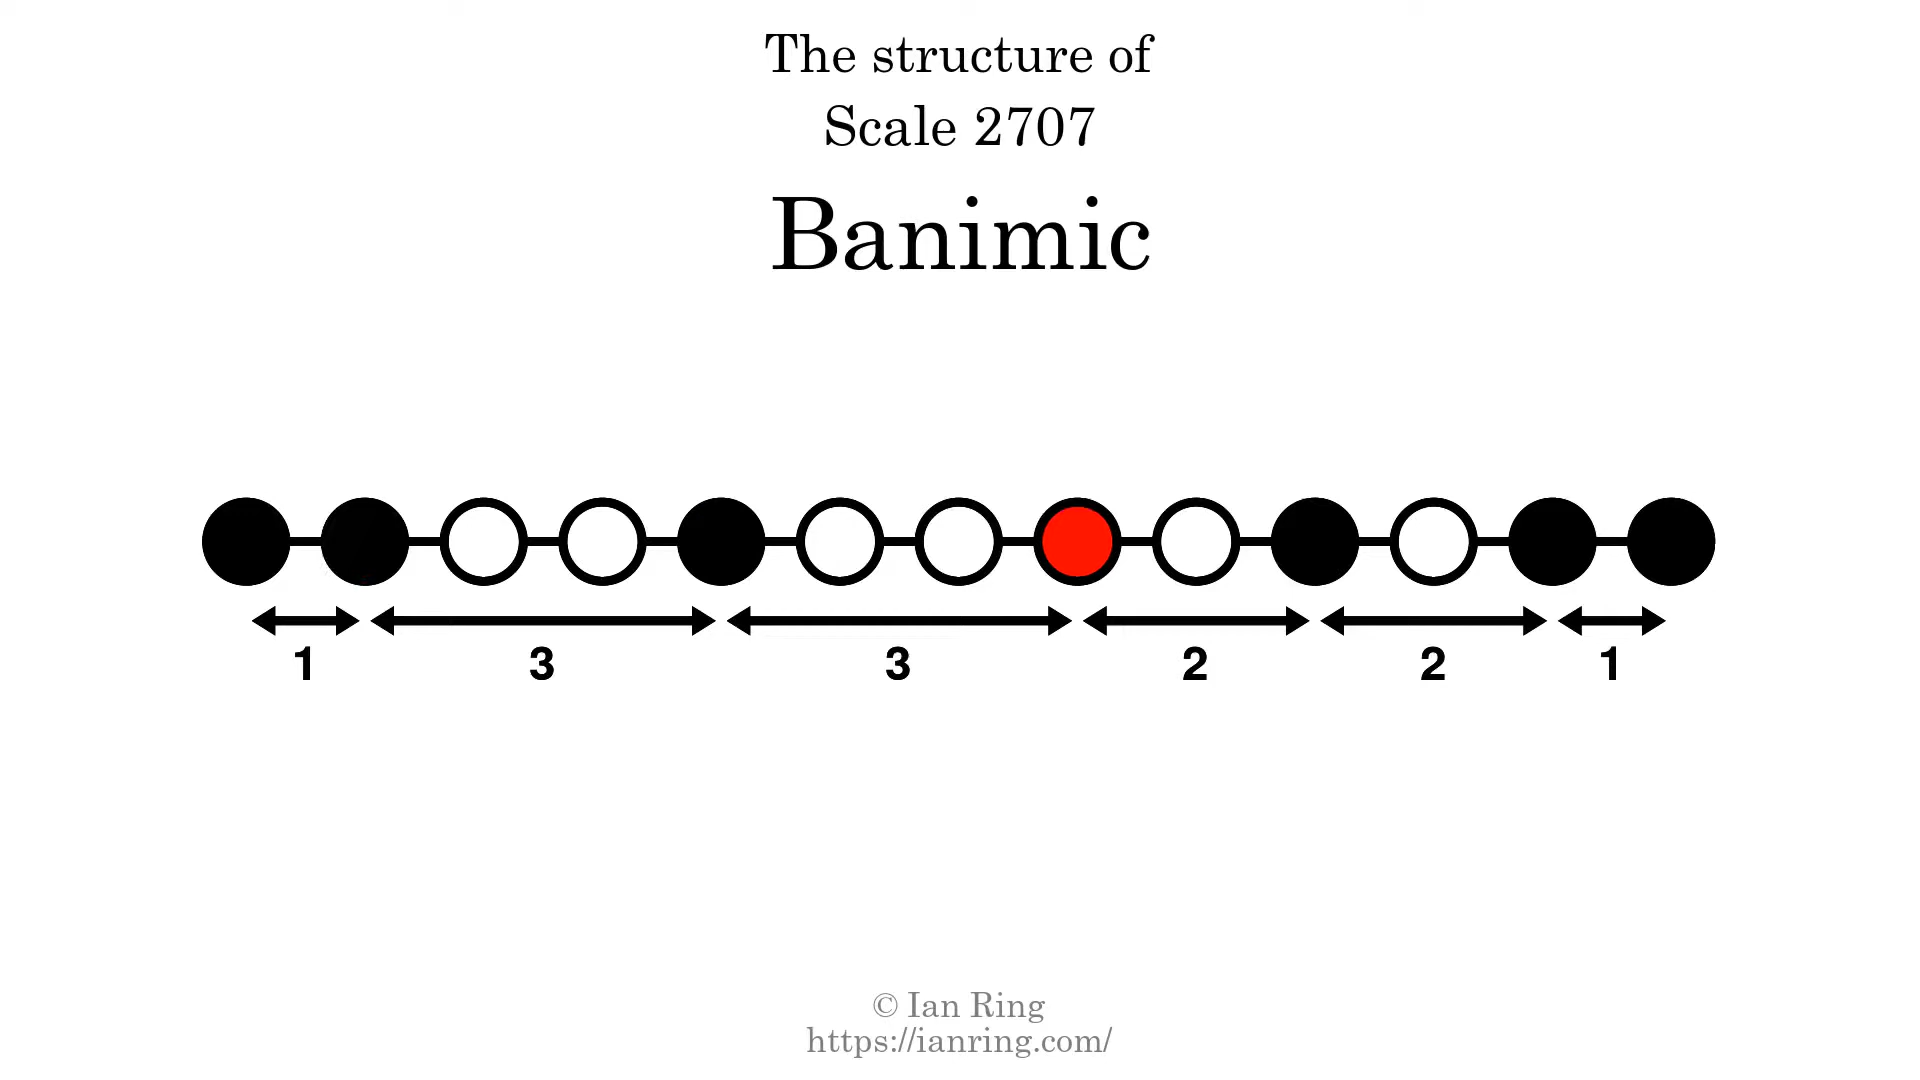 The structure of
Scale 2707
Banimic
1 3 3 2 2 1
© Ian Ring
https://ianring.com/